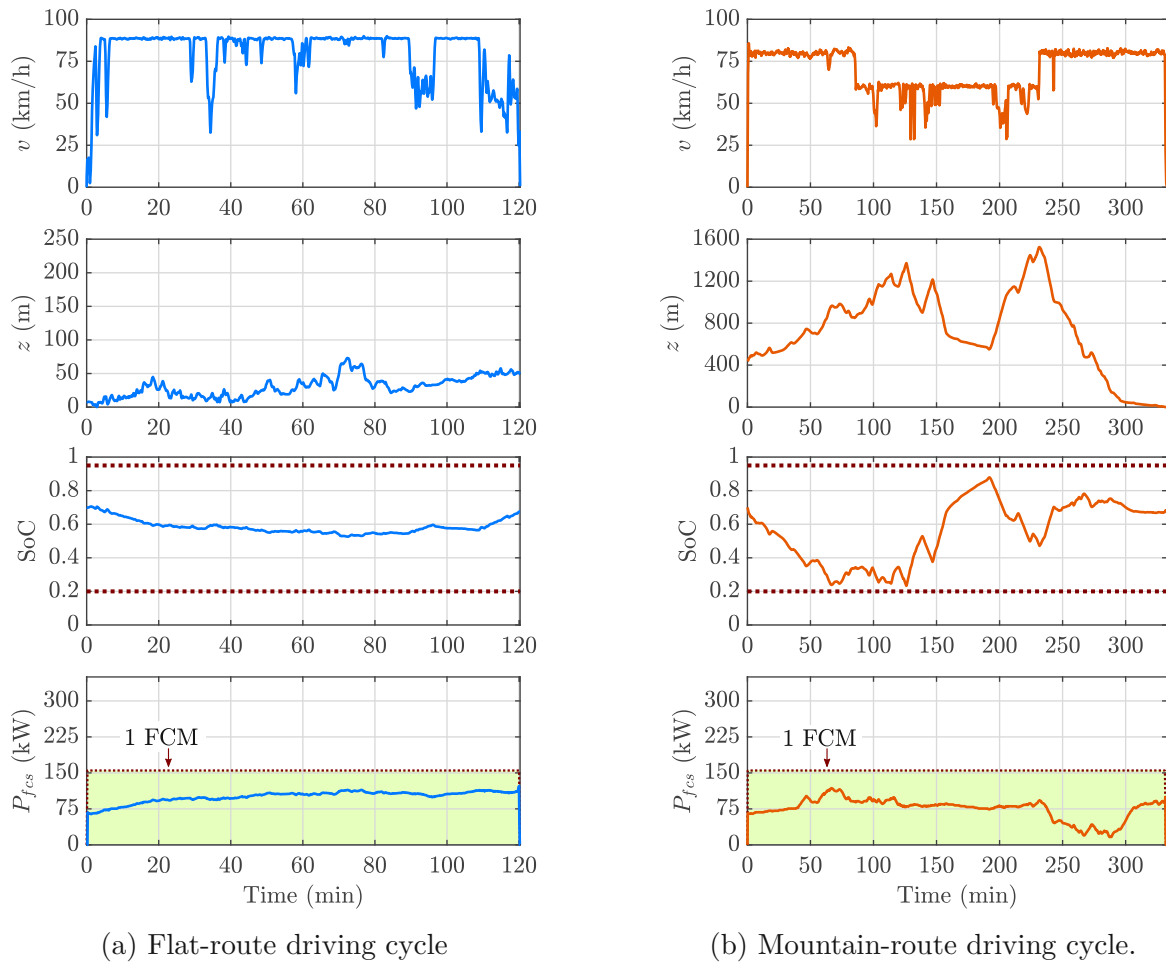 100
75
50
25
0
v (km/h)
0 20 40 60 80 100 120
250
200
150
100
50
0
z (m)
0 20 40 60 80 100 120
1
0.8
0.6
0.4
0.2
0
SoC
0 20 40 60 80 100 120
300
225
150
75
0
P_fcs (kW)
1 FCM
0 20 40 60 80 100 120
Time (min)
(a) Flat-route driving cycle
100
75
50
25
0
v (km/h)
0 50 100 150 200 250 300
1600
1200
800
400
0
z (m)
0 50 100 150 200 250 300
1
0.8
0.6
0.4
0.2
0
SoC
0 50 100 150 200 250 300
300
225
150
75
0
P_fcs (kW)
1 FCM
0 50 100 150 200 250 300
Time (min)
(b) Mountain-route driving cycle.